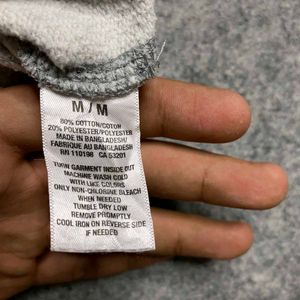 M / M
80% COTTON/COTON
20% POLYESTER/POLYESTER
MADE IN BANGLADESH/
FABRIQUE AU BANGLADESH
RN 110198 CA 53201
TURN GARMENT INSIDE OUT
MACHINE WASH COLD
WITH LIKE COLORS
ONLY NON-CHLORINE BLEACH
WHEN NEEDED
TUMBLE DRY LOW
REMOVE PROMPTLY
COOL IRON ON REVERSE SIDE
IF NEEDED